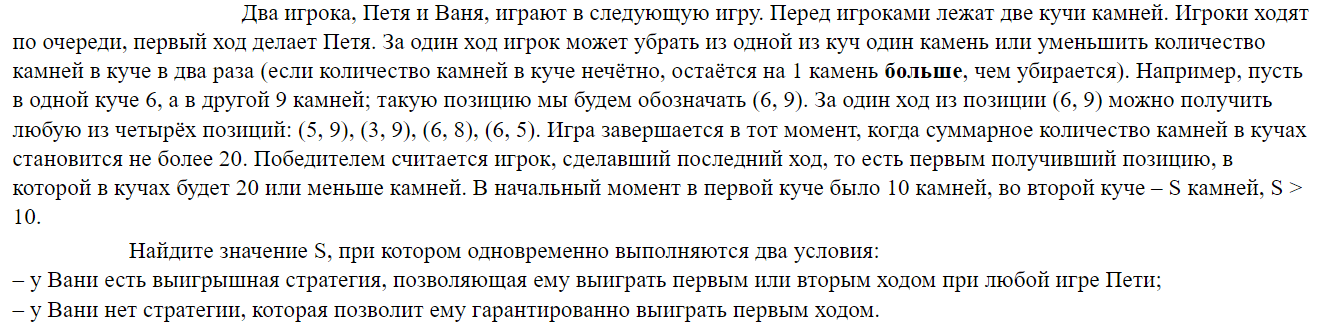 Два игрока, Петя и Ваня, играют в следующую игру. Перед игроками лежат две кучи камней. Игроки ходят
по очереди, первый ход делает Петя. За один ход игрок может убрать из одной из куч один камень или уменьшить количество
камней в куче в два раза (если количество камней в куче нечётно, остаётся на 1 камень больше, чем убирается). Например, пусть
в одной куче 6, а в другой 9 камней; такую позицию мы будем обозначать (6, 9). За один ход из позиции (6, 9) можно получить
любую из четырёх позиций: (5, 9), (3, 9), (6, 8), (6, 5). Игра завершается в тот момент, когда суммарное количество камней в кучах
становится не более 20. Победителем считается игрок, сделавший последний ход, то есть первым получивший позицию, в
которой в кучах будет 20 или меньше камней. В начальный момент в первой куче было 10 камней, во второй куче – S камней, S >
10.
Найдите значение S, при котором одновременно выполняются два условия:
– у Вани есть выигрышная стратегия, позволяющая ему выиграть первым или вторым ходом при любой игре Пети;
– у Вани нет стратегии, которая позволит ему гарантированно выиграть первым ходом.